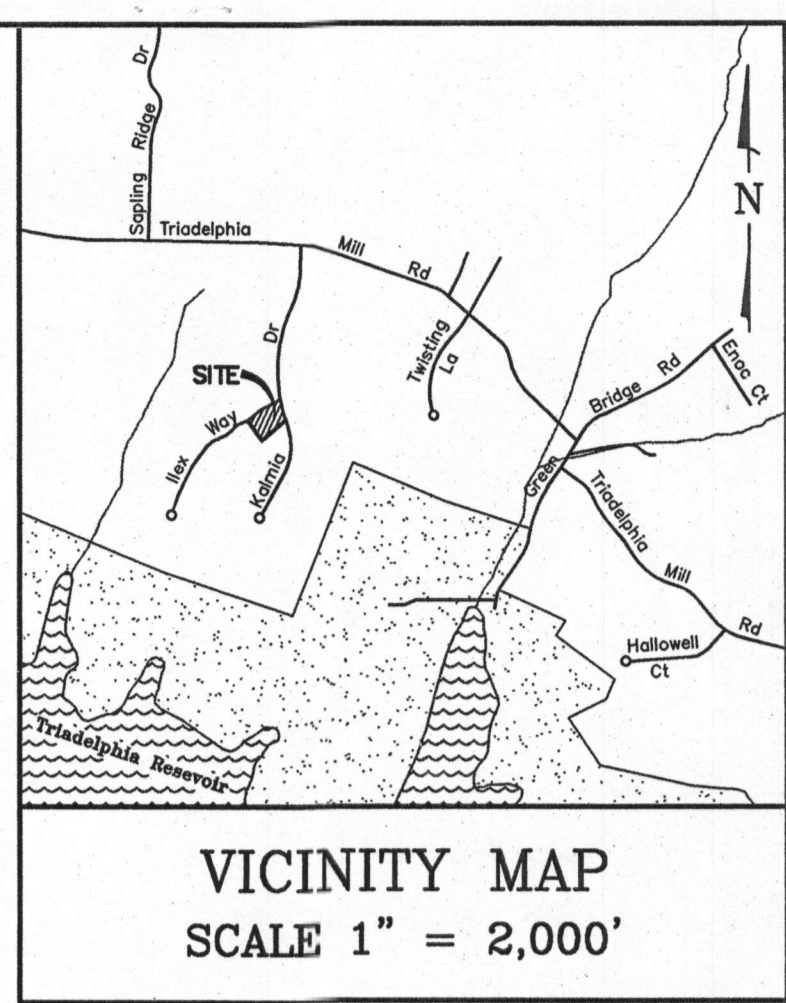 Sapling Ridge Dr
Triadelphia Mill Rd
N
Kalmia Dr
Twisting
La
SITE
Ilex Way
Green Bridge Rd
Enoc Ct
Triadelphia Mill Rd
Hallowell
Ct
Triadelphia Resevoir
VICINITY MAP
SCALE 1" = 2,000'